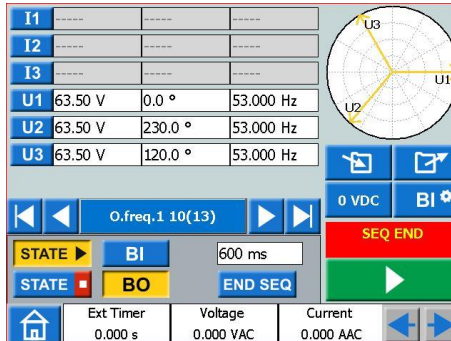 I1 ----- ----- -----
I2 ----- ----- -----
I3 ----- ----- -----
U1 63.50 V 0.0 ° 53.000 Hz
U2 63.50 V 230.0 ° 53.000 Hz
U3 63.50 V 120.0 ° 53.000 Hz
U3
U1
U2
O.freq.1 10(13)
0 VDC BI
SEQ END
STATE BI 600 ms
STATE BO END SEQ
Ext Timer Voltage Current
0.000 s 0.000 VAC 0.000 AAC